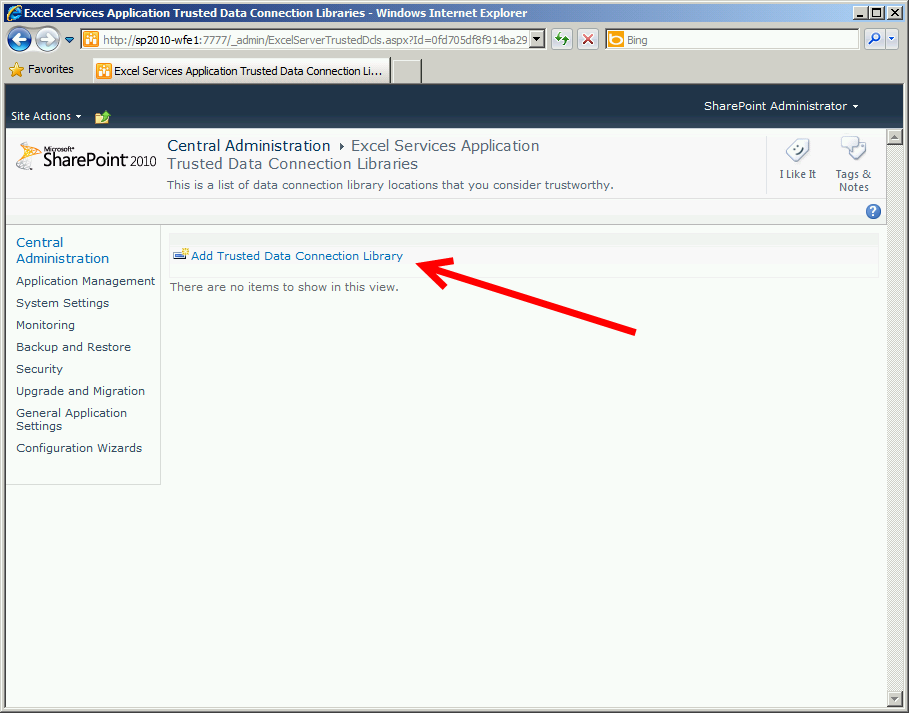 Excel Services Application Trusted Data Connection Libraries - Windows Internet Explorer
http://sp2010-wfe1:7777/_admin/ExcelServerTrustedDcls.aspx?Id=0fd705df8f914ba29
Bing
Favorites
Excel Services Application Trusted Data Connection Li...
SharePoint Administrator
Site Actions
Microsoft®
SharePoint 2010
Central Administration
Excel Services Application
Trusted Data Connection Libraries
This is a list of data connection library locations that you consider trustworthy.
I Like It
Tags &
Notes
Central
Administration
Application Management
System Settings
Monitoring
Backup and Restore
Security
Upgrade and Migration
General Application
Settings
Configuration Wizards
Add Trusted Data Connection Library
There are no items to show in this view.